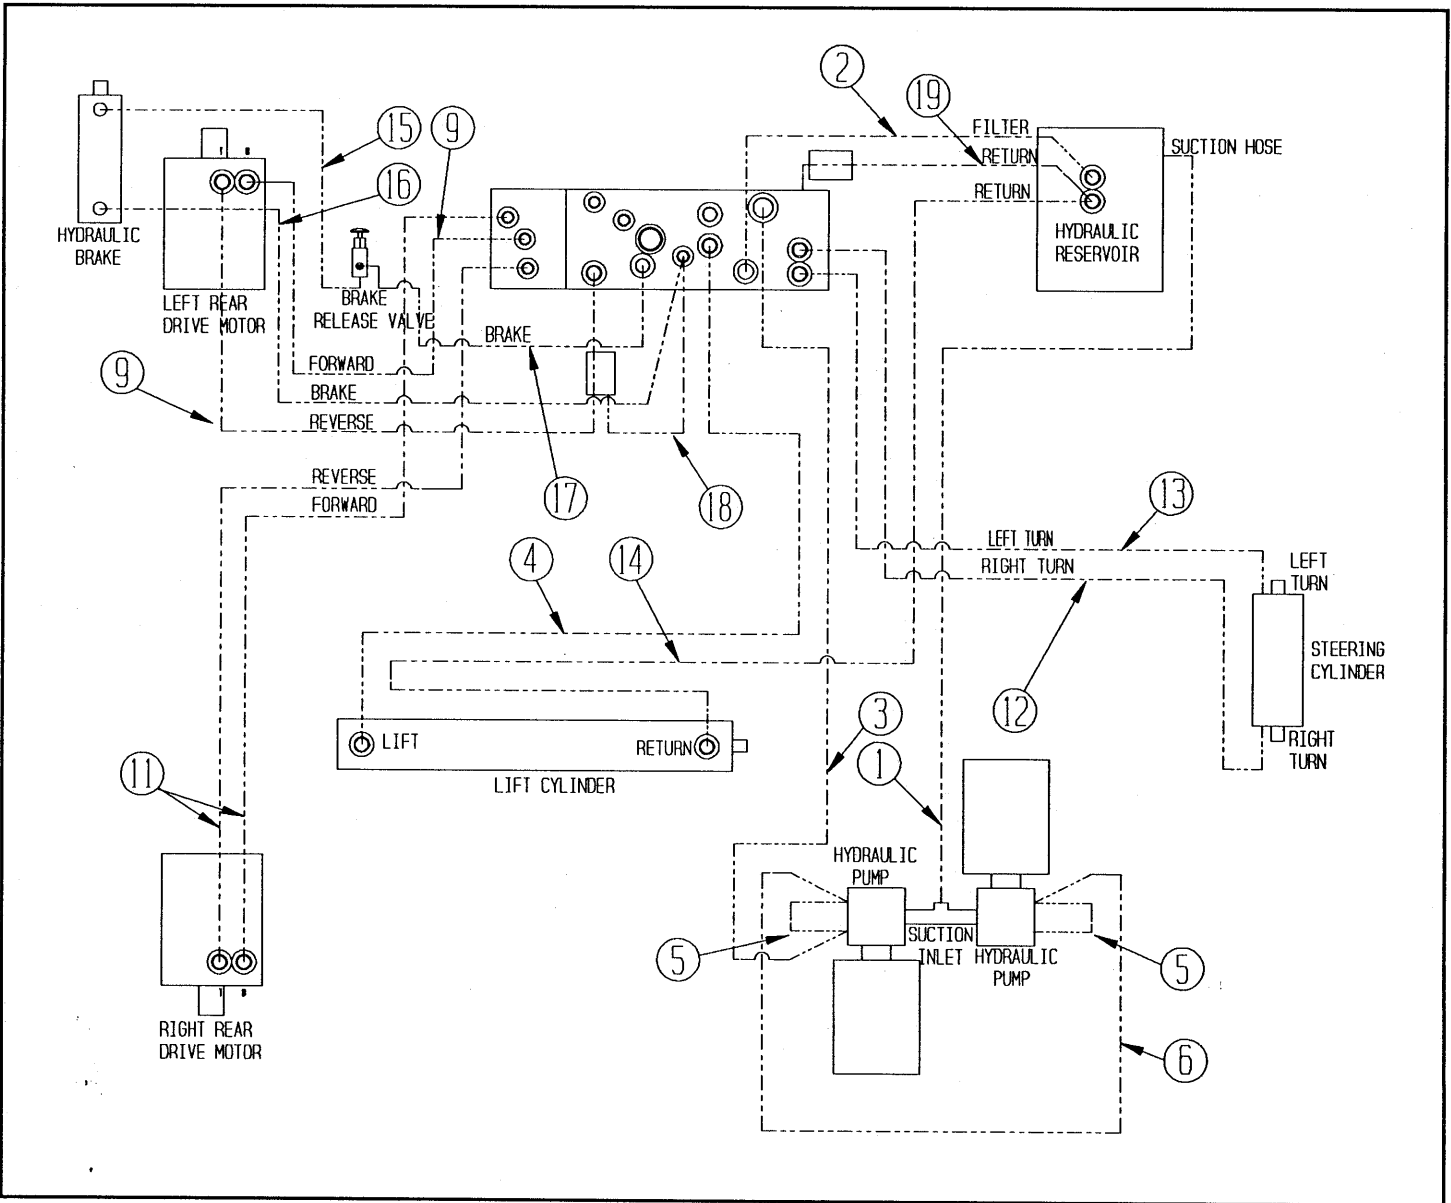 2
19
FILTER
SUCTION HOSE
15
9
RETURN
16
9
RETURN
HYDRAULIC
BRAKE
HYDRAULIC
RESERVOIR
LEFT REAR
DRIVE MOTOR
BRAKE
RELEASE VALVE
BRAKE
FORWARD
9
BRAKE
REVERSE
REVERSE
17
18
13
FORWARD
LEFT TURN
4
14
RIGHT TURN
LEFT
TURN
STEERING
CYLINDER
12
3
LIFT
RETURN
RIGHT
TURN
1
11
LIFT CYLINDER
HYDRAULIC
PUMP
SUCTION
INLET
HYDRAULIC
PUMP
5
5
RIGHT REAR
DRIVE MOTOR
6